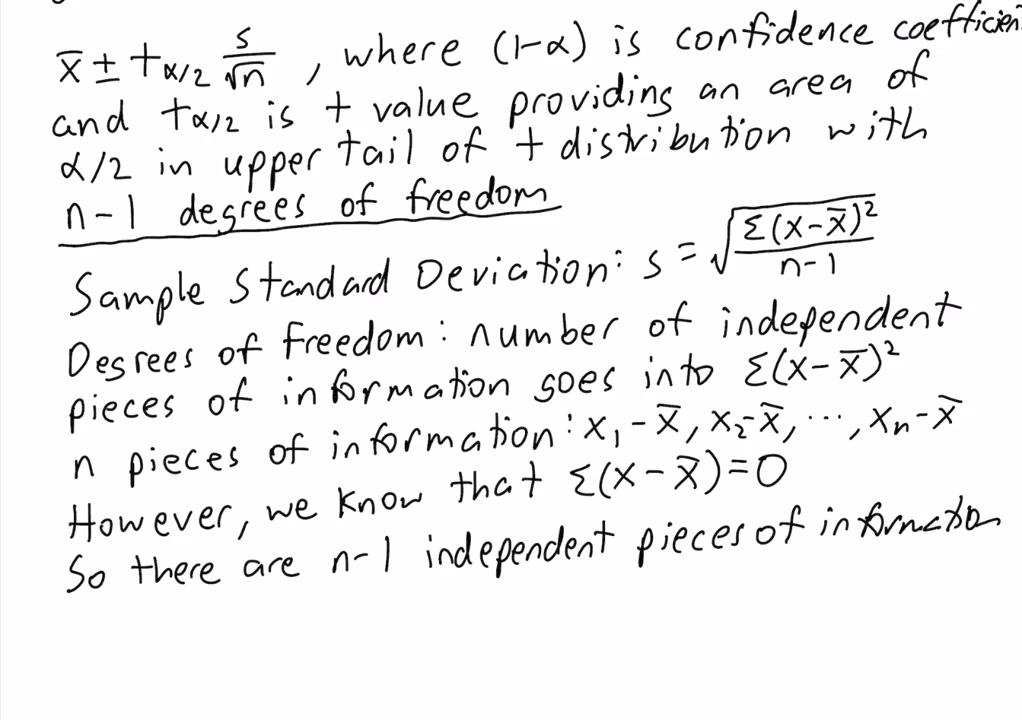 x̄ ± t α/2 s/√n , where (1-α) is confidence coefficien
and t α/2 is t value providing an area of
α/2 in upper tail of t distribution with
n-1 degrees of freedom
Sample Standard Deviation: s = √(Σ(x-x̄)²/(n-1))
Degrees of freedom: number of independent
pieces of information goes into Σ(x-x̄)²
n pieces of information: x₁-x̄, x₂-x̄, ..., xₙ-x̄
However, we know that Σ(x-x̄)=0
So there are n-1 independent pieces of information